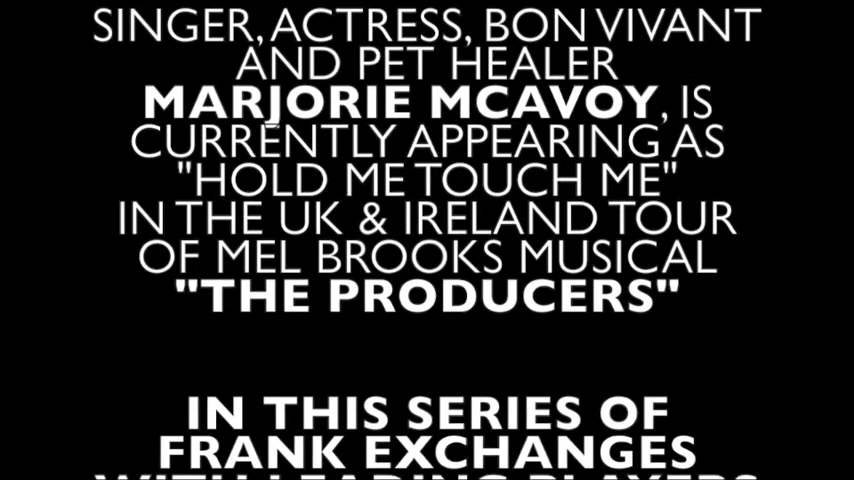 SINGER, ACTRESS, BON VIVANT
AND PET HEALER
MARJORIE MCAVOY, IS
CURRENTLY APPEARING AS
"HOLD ME TOUCH ME"
IN THE UK & IRELAND TOUR
OF MEL BROOKS MUSICAL
"THE PRODUCERS"
IN THIS SERIES OF
FRANK EXCHANGES
WITH LEADING PLAYERS